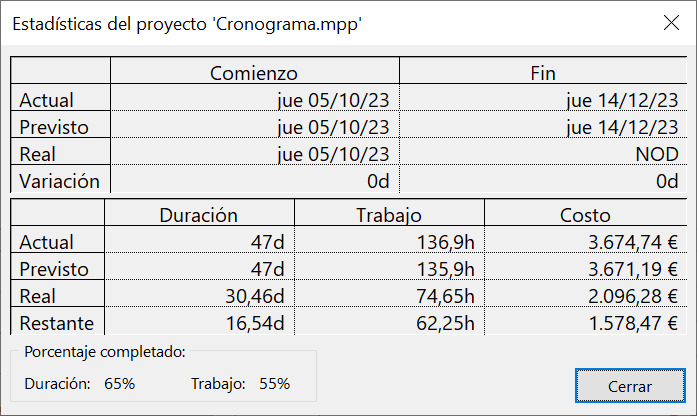 Estadísticas del proyecto 'Cronograma.mpp'
Comienzo Fin
Actual jue 05/10/23 jue 14/12/23
Previsto jue 05/10/23 jue 14/12/23
Real jue 05/10/23 NOD
Variación 0d 0d
Duración Trabajo Costo
Actual 47d 136,9h 3.674,74 €
Previsto 47d 135,9h 3.671,19 €
Real 30,46d 74,65h 2.096,28 €
Restante 16,54d 62,25h 1.578,47 €
Porcentaje completado:
Duración: 65% Trabajo: 55%
Cerrar